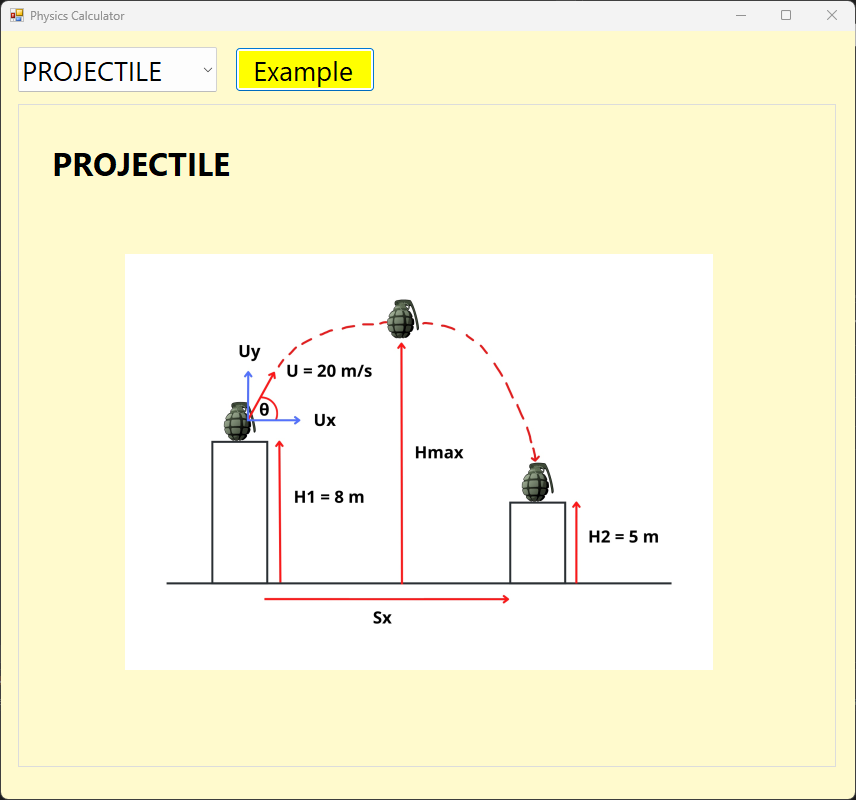 Physics Calculator
PROJECTILE
Example
PROJECTILE
Uy
U = 20 m/s
θ
Ux
Hmax
H1 = 8 m
H2 = 5 m
Sx